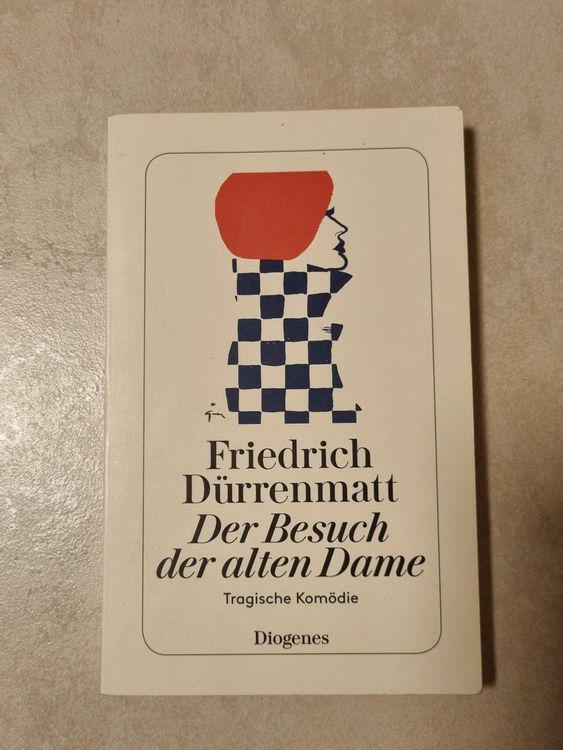 Friedrich
Dürrenmatt
Der Besuch
der alten Dame
Tragische Komödie
Diogenes